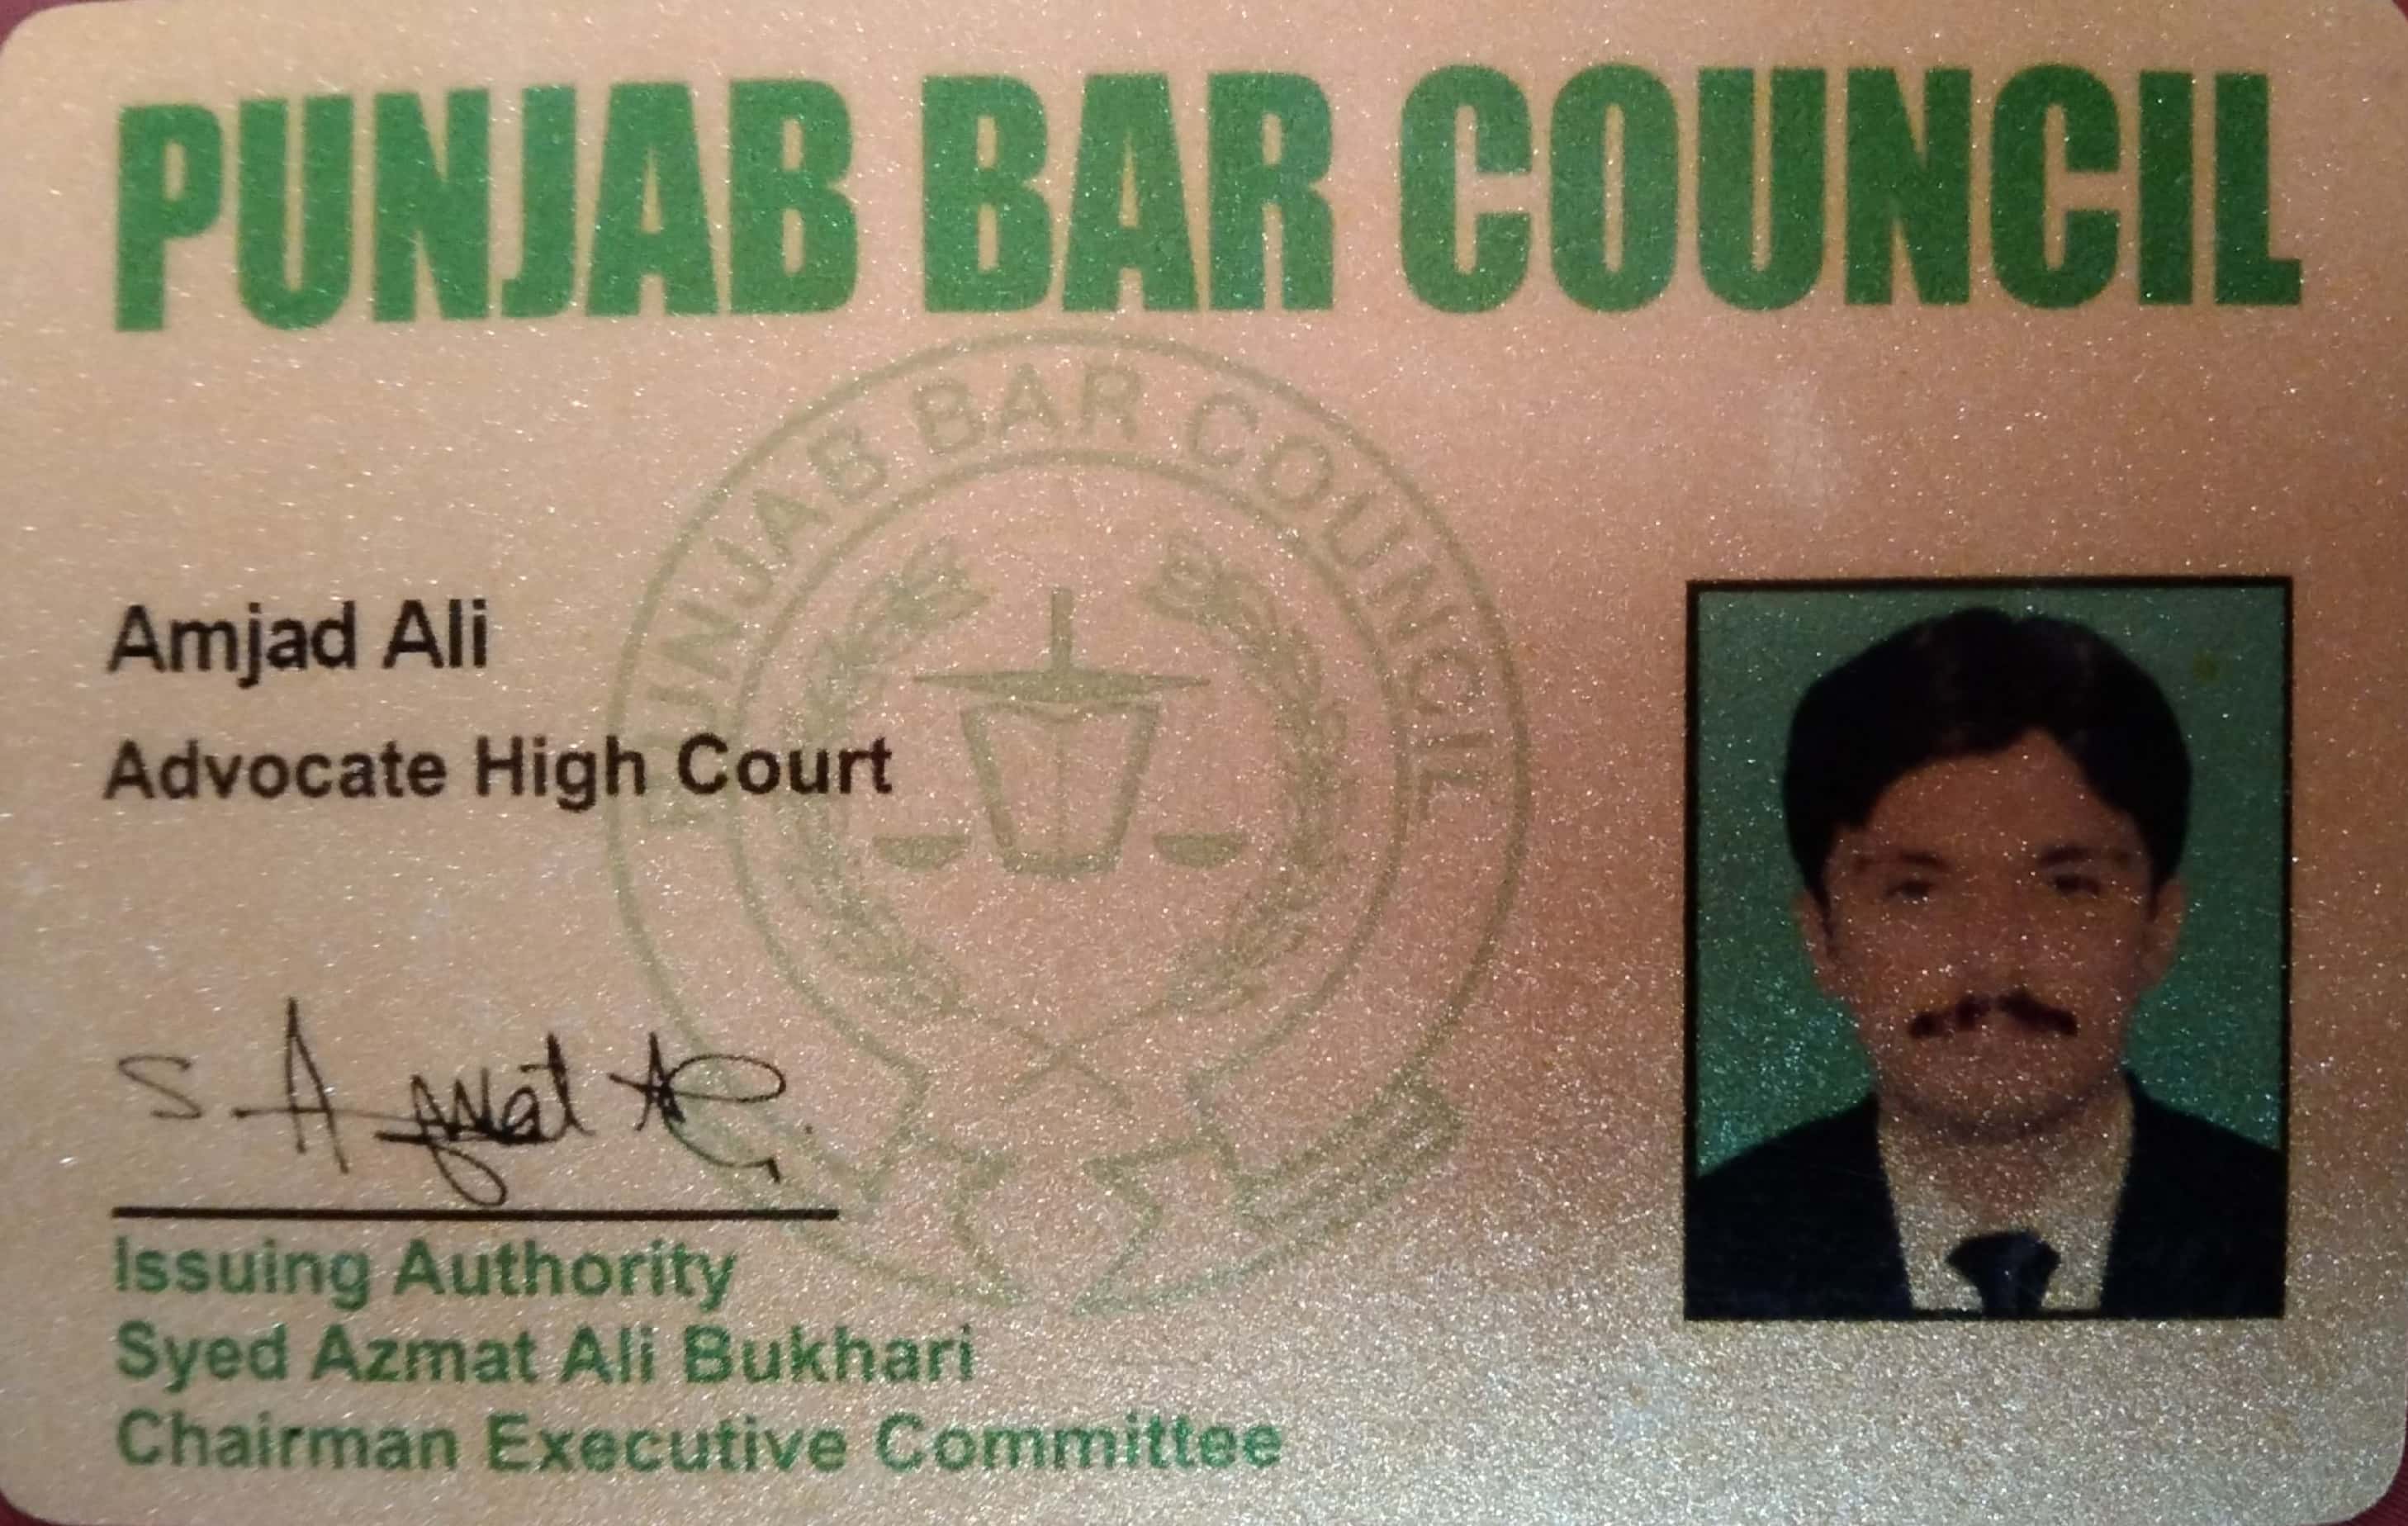 PUNJAB BAR COUNCIL
PUNJAB BAR COUNCIL
Amjad Ali
Advocate High Court
S. Azmat Ali
Issuing Authority
Syed Azmat Ali Bukhari
Chairman Executive Committee